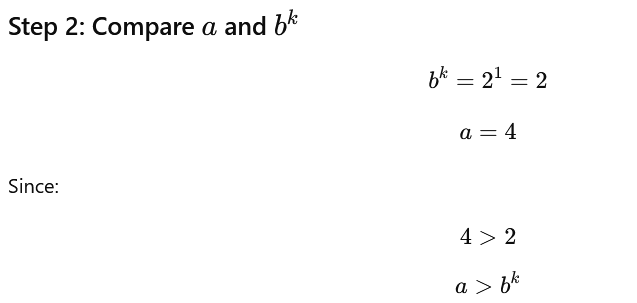 Step 2: Compare a and b^k
b^k = 2^1 = 2
a = 4
Since:
4 > 2
a > b^k